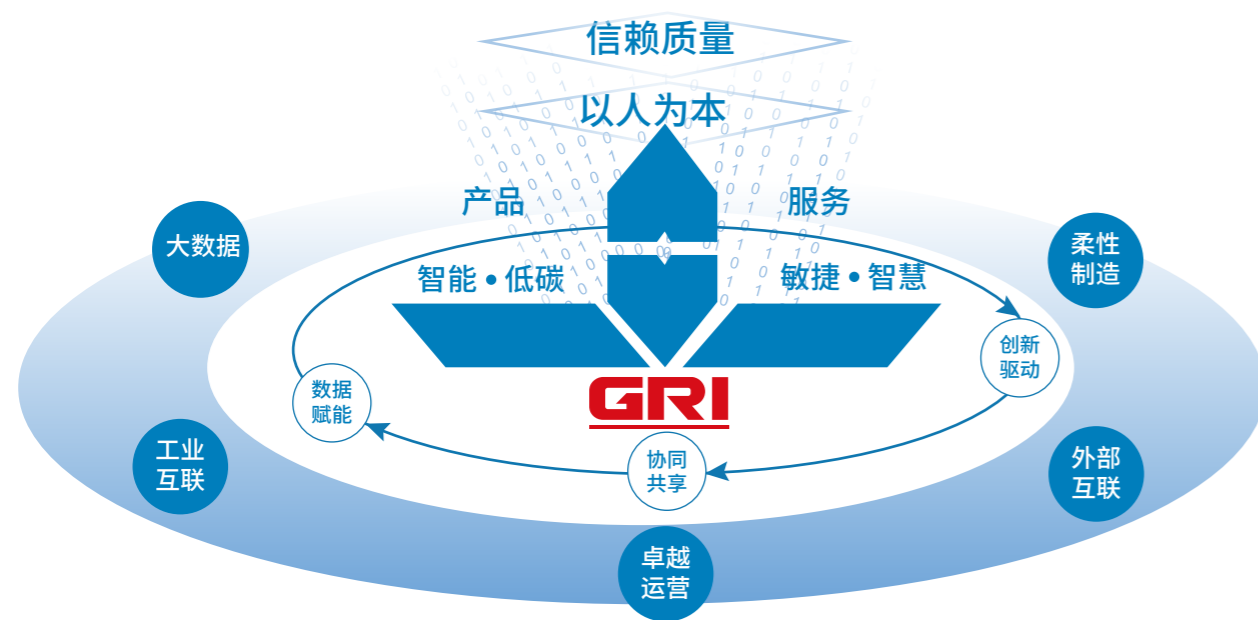 信赖质量
以人为本
产品
服务
大数据
柔性
制造
智能•低碳
敏捷•智慧
创新
驱动
数据
赋能
GRI
工业
互联
协同
共享
外部
互联
卓越
运营